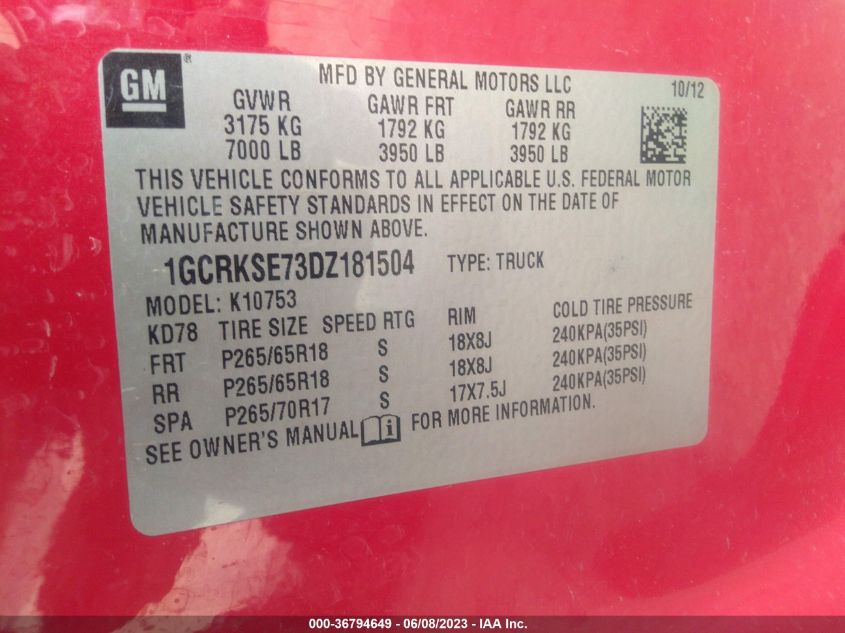 GM ®
MFD BY GENERAL MOTORS LLC
10/12
GVWR GAWR FRT GAWR RR
3175 KG 1792 KG 1792 KG
7000 LB 3950 LB 3950 LB
THIS VEHICLE CONFORMS TO ALL APPLICABLE U.S. FEDERAL MOTOR
VEHICLE SAFETY STANDARDS IN EFFECT ON THE DATE OF
MANUFACTURE SHOWN ABOVE.
1GCRKSE73DZ181504 TYPE: TRUCK
MODEL: K10753
KD78 TIRE SIZE SPEED RTG RIM COLD TIRE PRESSURE
FRT P265/65R18 S 18X8J 240KPA(35PSI)
RR P265/65R18 S 18X8J 240KPA(35PSI)
SPA P265/70R17 S 17X7.5J 240KPA(35PSI)
SEE OWNER'S MANUAL FOR MORE INFORMATION.
000-36794649 - 06/08/2023 - IAA Inc.